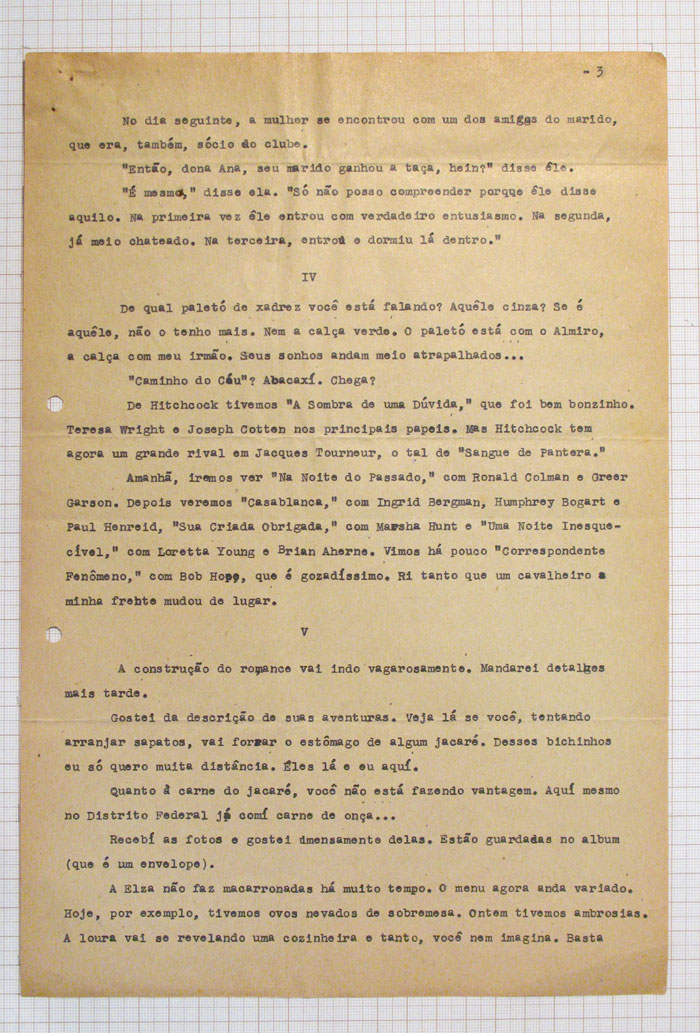 - 3
No dia seguinte, a mulher se encontrou com um dos amigos do marido,
que era, também, sócio do clube.
"Então, dona Ana, seu marido ganhou a taça, hein?" disse êle.
"É mesmo," disse ela. "Só não posso compreender porque êle disse
aquilo. Na primeira vez êle entrou com verdadeiro entusiasmo. Na segunda,
já meio chateado. Na terceira, entrou e dormiu lá dentro."
IV
De qual paletó de xadrez você está falando? Aquêle cinza? Se é
aquêle, não o tenho mais. Nem a calça verde. O paletó está com o Almiro,
a calça com meu irmão. Seus sonhos andam meio atrapalhados...
"Caminho do Céu"? Abacaxí. Chega?
De Hitchcock tivemos "A Sombra de uma Dúvida," que foi bem bonzinho.
Teresa Wright e Joseph Cotten nos principais papeis. Mas Hitchcock tem
agora um grande rival em Jacques Tourneur, o tal de "Sangue de Pantera."
Amanhã, iremos ver "Na Noite do Passado," com Ronald Colman e Greer
Garson. Depois veremos "Casablanca," com Ingrid Bergman, Humphrey Bogart e
Paul Henreid, "Sua Criada Obrigada," com Marsha Hunt e "Uma Noite Inesque-
cível," com Loretta Young e Brian Aherne. Vimos há pouco "Correspondente
Fenômeno," com Bob Hope, que é gozadíssimo. Ri tanto que um cavalheiro a
minha frente mudou de lugar.
V
A construção do romance vai indo vagarosamente. Mandarei detalhes
mais tarde.
Gostei da descrição de suas aventuras. Veja lá se você, tentando
arranjar sapatos, vai forrar o estômago de algum jacaré. Desses bichinhos
eu só quero muita distância. Êles lá e eu aquí.
Quanto à carne do jacaré, você não está fazendo vantagem. Aquí mesmo
no Distrito Federal já comí carne de onça...
Recebí as fotos e gostei imensamente delas. Estão guardadas no album
(que é um envelope).
A Elza não faz macarronadas há muito tempo. O menu agora anda variado.
Hoje, por exemplo, tivemos ovos nevados de sobremesa. Ontem tivemos ambrosias.
A loura vai se revelando uma cozinheira e tanto, você nem imagina. Basta